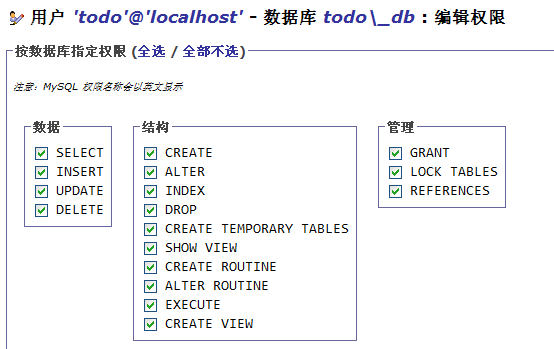 用户 'todo'@'localhost' - 数据库 todo\_db : 编辑权限
按数据库指定权限 (全选 / 全部不选)
注意：MySQL 权限名称会以英文显示
数据
SELECT
INSERT
UPDATE
DELETE
结构
CREATE
ALTER
INDEX
DROP
CREATE TEMPORARY TABLES
SHOW VIEW
CREATE ROUTINE
ALTER ROUTINE
EXECUTE
CREATE VIEW
管理
GRANT
LOCK TABLES
REFERENCES